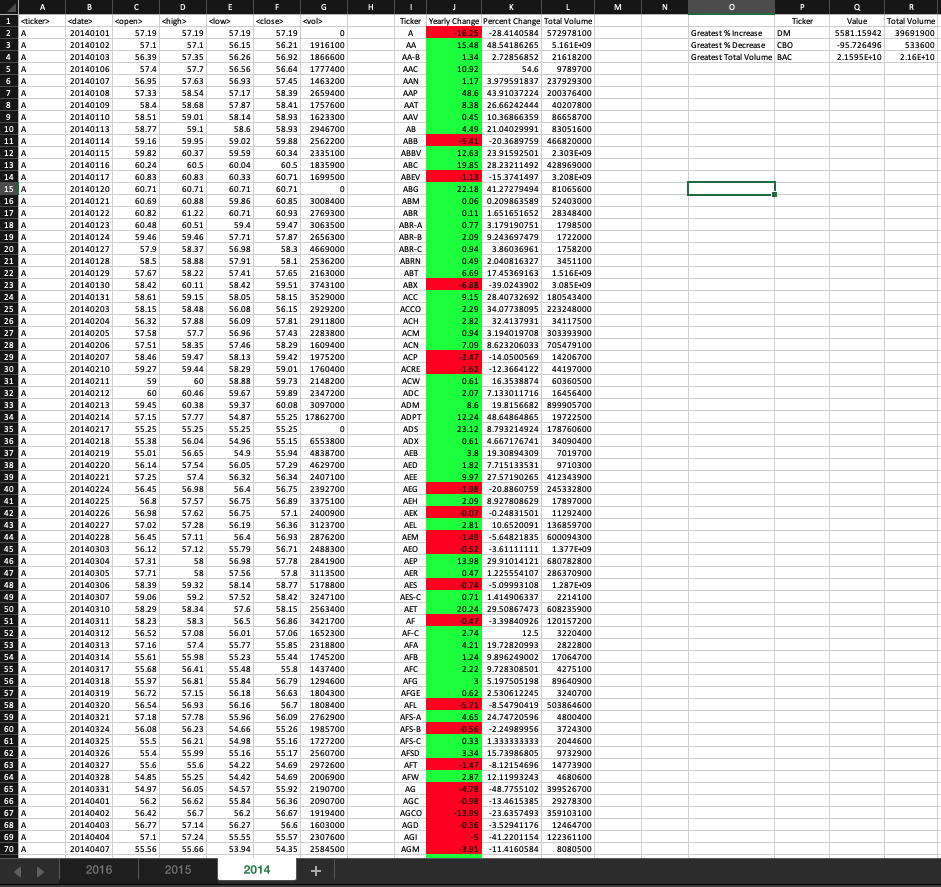 A B C D E F G H I J K L M N O P Q R
1 <ticker> <date> <open> <high> <low> <close> <vol> Ticker Yearly Change Percent Change Total Volume Ticker Value Total Volume
2 A 20140101 57.19 57.19 57.19 57.19 0 A -16.25 -28.4140584 572978100 Greatest % Increase DM 5581.15942 39691900
3 A 20140102 57.1 57.1 56.15 56.21 1916100 AA 15.48 48.54186265 5.161E+09 Greatest % Decrease CBO -95.726496 533600
4 A 20140103 56.39 57.35 56.26 56.92 1866600 AA-B 1.34 2.72856852 21618200 Greatest Total Volume BAC 2.1595E+10 2.16E+10
5 A 20140106 57.4 57.7 56.56 56.64 1777400 AAC 10.92 54.6 9789700
6 A 20140107 56.95 57.63 56.93 57.45 1463200 AAN 1.17 3.979591837 237929300
7 A 20140108 57.33 58.54 57.17 58.39 2659400 AAP 48.6 43.91037224 200376400
8 A 20140109 58.4 58.68 57.87 58.41 1757600 AAT 8.38 26.66242444 40207800
9 A 20140110 58.51 59.01 58.14 58.93 1623300 AAV 0.45 10.36866359 86658700
10 A 20140113 58.77 59.1 58.6 58.93 2946700 AB 4.49 21.04029991 83051600
11 A 20140114 59.16 59.95 59.02 59.88 2562200 ABB -5.41 -20.3689759 466820000
12 A 20140115 59.82 60.37 59.59 60.34 2335100 ABBV 12.63 23.91592501 2.303E+09
13 A 20140116 60.24 60.5 60.04 60.5 1835900 ABC 19.85 28.23211492 428969000
14 A 20140117 60.83 60.83 60.33 60.71 1699500 ABEV -1.13 -15.3741497 3.208E+09
15 A 20140120 60.71 60.71 60.71 60.71 0 ABG 22.18 41.27279494 81065600
16 A 20140121 60.69 60.88 59.86 60.85 3008400 ABM 0.06 0.209863589 52403000
17 A 20140122 60.82 61.22 60.71 60.93 2769300 ABR 0.11 1.651651652 28348400
18 A 20140123 60.48 60.51 59.4 59.47 3063500 ABR-A 0.77 3.179190751 1798500
19 A 20140124 59.46 59.46 57.71 57.87 2656300 ABR-B 2.09 9.243697479 1722000
20 A 20140127 57.9 58.37 56.98 58.3 4669000 ABR-C 0.94 3.86036961 1758200
21 A 20140128 58.5 58.88 57.91 58.1 2536200 ABRN 0.49 2.040816327 3451100
22 A 20140129 57.67 58.22 57.41 57.65 2163000 ABT 6.69 17.45369163 1.516E+09
23 A 20140130 58.42 60.11 58.42 59.51 3743100 ABX -6.88 -39.0243902 3.085E+09
24 A 20140131 58.61 59.15 58.05 58.15 3529000 ACC 9.15 28.40732692 180543400
25 A 20140203 58.15 58.48 56.08 56.15 2929200 ACCO 2.29 34.07738095 223248000
26 A 20140204 56.32 57.88 56.09 57.81 2911800 ACH 2.82 32.4137931 34117500
27 A 20140205 57.58 57.7 56.96 57.43 2283800 ACM 0.94 3.194019708 303393900
28 A 20140206 57.51 58.35 57.46 58.29 1609400 ACN 7.09 8.623206033 705479100
29 A 20140207 58.46 59.47 58.13 59.42 1975200 ACP -2.47 -14.0500569 14206700
30 A 20140210 59.27 59.44 58.29 59.01 1760400 ACRE -1.62 -12.3664122 44197000
31 A 20140211 59 60 58.88 59.73 2148200 ACW 0.61 16.3538874 60360500
32 A 20140212 60 60.46 59.67 59.89 2347200 ADC 2.07 7.133011716 16456400
33 A 20140213 59.45 60.38 59.37 60.08 3097000 ADM 8.6 19.8156682 899905700
34 A 20140214 57.15 57.77 54.87 55.25 17862700 ADPT 12.24 48.64864865 19722500
35 A 20140217 55.25 55.25 55.25 55.25 0 ADS 23.12 8.793214924 178760600
36 A 20140218 55.38 56.04 54.96 55.15 6553800 ADX 0.61 4.667176741 34090400
37 A 20140219 55.01 56.65 54.9 55.94 4838700 AEB 3.8 19.30894309 7019700
38 A 20140220 56.14 57.54 56.05 57.29 4629700 AED 1.82 7.715133531 9710300
39 A 20140221 57.25 57.4 56.32 56.34 2407100 AEE 9.97 27.57190265 412343900
40 A 20140224 56.45 56.98 56.4 56.75 2392700 AEG -1.98 -20.8860759 245332800
41 A 20140225 56.8 57.57 56.75 56.89 3375100 AEH 2.09 8.927808629 17897000
42 A 20140226 56.98 57.62 56.75 57.1 2400900 AEK -0.07 -0.24831501 11292400
43 A 20140227 57.02 57.28 56.19 56.36 3123700 AEL 2.81 10.6520091 136859700
44 A 20140228 56.45 57.11 56.4 56.93 2876200 AEM -1.49 -5.64821835 600094300
45 A 20140303 56.12 57.12 55.79 56.71 2488300 AEO -0.52 -3.61111111 1.377E+09
46 A 20140304 57.31 58 56.98 57.78 2841900 AEP 13.98 29.91014121 680782800
47 A 20140305 57.71 58 57.56 57.8 3113500 AER 0.47 1.225554107 286370900
48 A 20140306 58.39 59.32 58.14 58.77 5178800 AES -0.74 -5.09993108 1.287E+09
49 A 20140307 59.06 59.2 57.52 58.42 3247100 AES-C 0.71 1.414906337 2214100
50 A 20140310 58.29 58.34 57.6 58.15 2563400 AET 20.24 29.50867473 608235900
51 A 20140311 58.23 58.3 56.5 56.86 3421700 AF -0.47 -3.39840926 120157200
52 A 20140312 56.52 57.08 56.01 57.06 1652300 AF-C 2.74 12.5 3220400
53 A 20140313 57.16 57.4 55.77 55.85 2318800 AFA 4.21 19.72820993 2822800
54 A 20140314 55.61 55.98 55.23 55.44 1745200 AFB 1.24 9.896249002 17064700
55 A 20140317 55.68 56.41 55.48 55.8 1437400 AFC 2.22 9.728308501 4275100
56 A 20140318 55.97 56.81 55.84 56.79 1294600 AFG 3 5.197505198 89640900
57 A 20140319 56.72 57.15 56.18 56.63 1804300 AFGE 0.62 2.530612245 3240700
58 A 20140320 56.54 56.93 56.16 56.7 1808400 AFL -5.71 -8.54790419 503864600
59 A 20140321 57.18 57.78 55.96 56.09 2762900 AFS-A 4.65 24.74720596 4800400
60 A 20140324 56.08 56.23 54.66 55.26 1985700 AFS-B -0.56 -2.24989956 3724300
61 A 20140325 55.5 56.21 54.98 55.16 1727200 AFS-C 0.33 1.333333333 2044600
62 A 20140326 55.4 55.99 55.16 55.17 2560700 AFSD 3.34 15.73986805 9732900
63 A 20140327 55.6 55.6 54.22 54.69 2972600 AFT -1.47 -8.12154696 14773900
64 A 20140328 54.85 55.25 54.42 54.69 2006900 AFW 2.87 12.11993243 4680600
65 A 20140331 54.97 56.05 54.57 55.92 2190700 AG -4.78 -48.7755102 399526700
66 A 20140401 56.2 56.62 55.84 56.36 2090700 AGC -0.98 -13.4615385 29278300
67 A 20140402 56.42 56.7 56.2 56.67 1919400 AGCO -13.99 -23.6357493 359103100
68 A 20140403 56.77 57.14 56.27 56.6 1603000 AGD -0.36 -3.52941176 12464700
69 A 20140404 57.1 57.24 55.55 55.57 2307600 AGI -5 -41.2201154 122361100
70 A 20140407 55.56 55.66 53.94 54.35 2584500 AGM -3.91 -11.4160584 8080500
2016 2015 2014 +